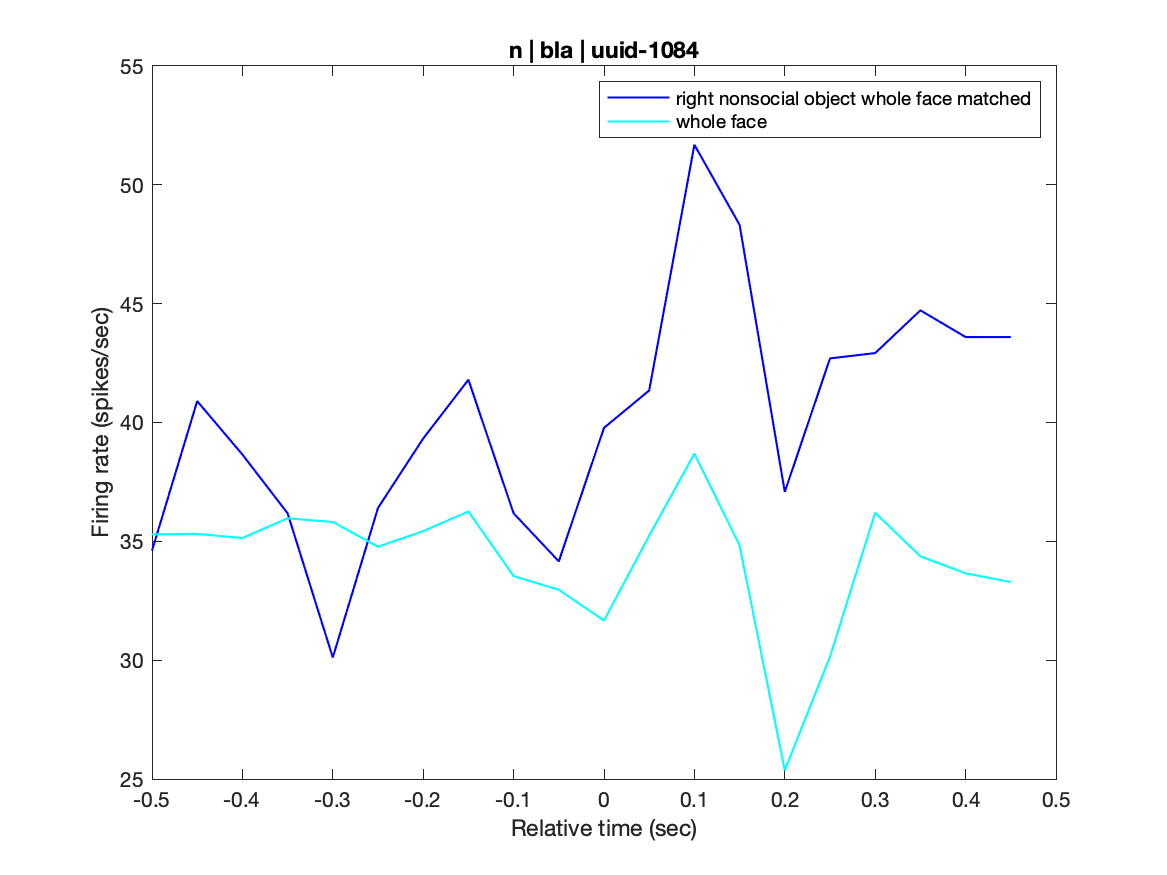 n | bla | uuid-1084
right nonsocial object whole face matched
whole face
55
50
45
40
35
30
25
Firing rate (spikes/sec)
-0.5 -0.4 -0.3 -0.2 -0.1 0 0.1 0.2 0.3 0.4 0.5
Relative time (sec)